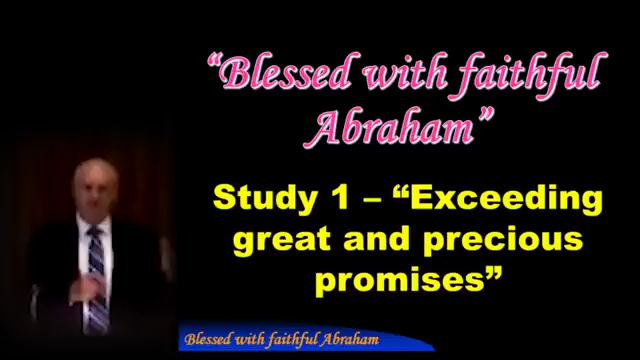 “Blessed with faithful
Abraham”
Study 1 – “Exceeding
great and precious
promises”
Blessed with faithful Abraham